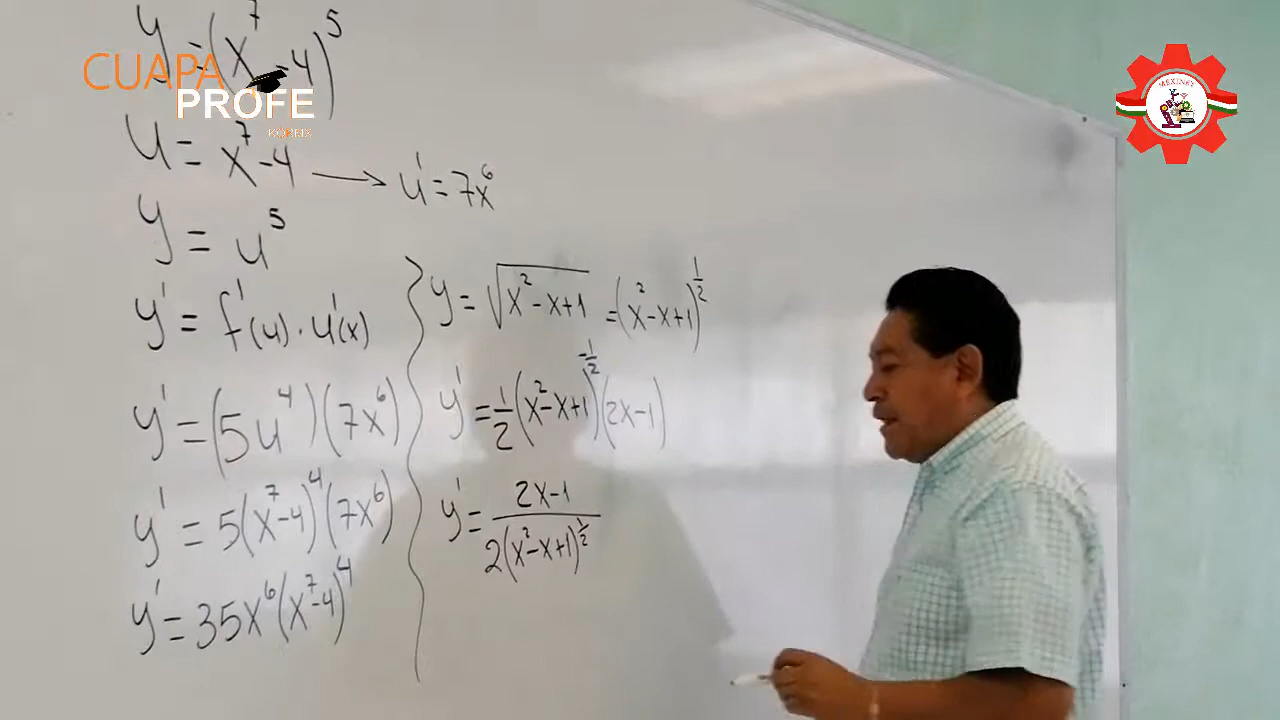 y = (x⁷-4)⁵
CUAPA
PROFE
u = x⁷-4 → u' = 7x⁶
y = u⁵
y' = f'(u)·u'(x)
y' = (5u⁴)(7x⁶)
y' = 5(x⁷-4)⁴(7x⁶)
y' = 35x⁶(x⁷-4)⁴
y = √(x²-x+1) = (x²-x+1)^(1/2)
y' = 1/2(x²-x+1)^(-1/2)(2x-1)
y' = (2x-1)/(2(x²-x+1)^(1/2))